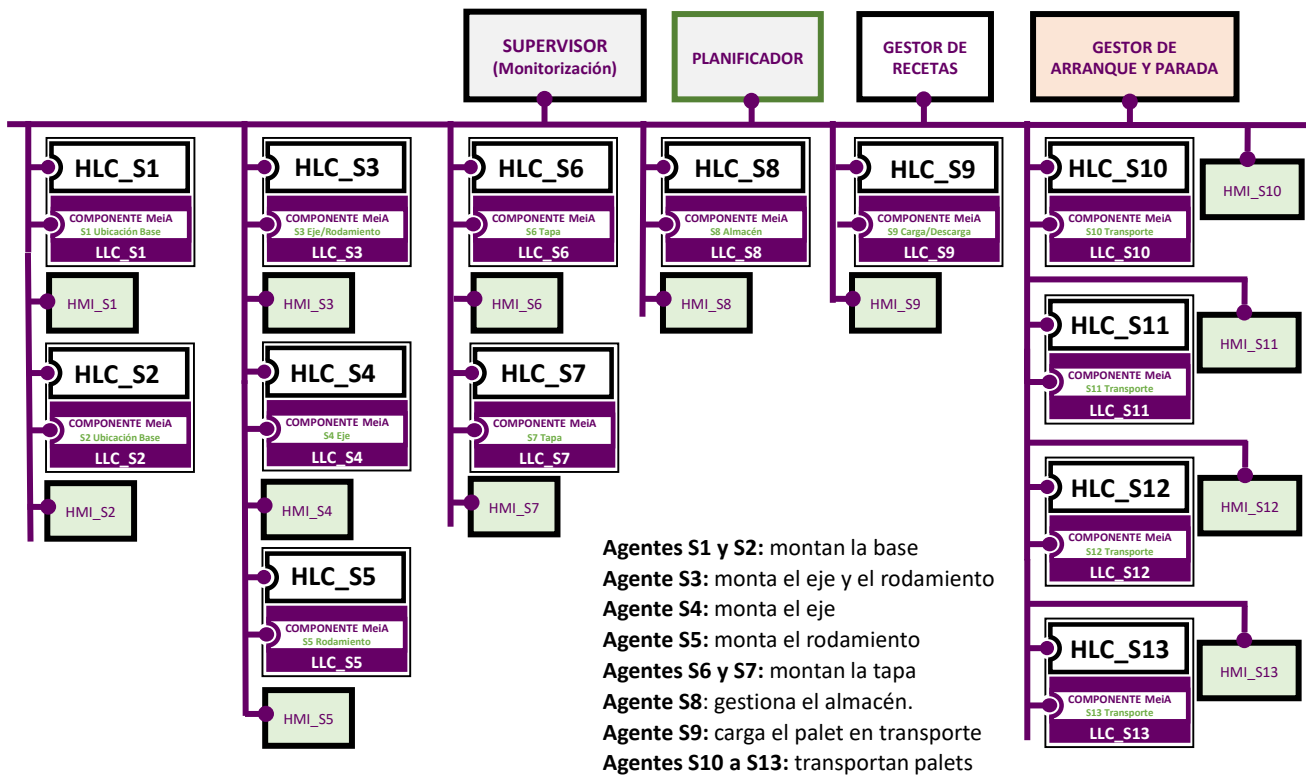 SUPERVISOR
(Monitorización)
PLANIFICADOR
GESTOR DE
RECETAS
GESTOR DE
ARRANQUE Y PARADA
HLC_S1
COMPONENTE MeiA
S1 Ubicación Base
LLC_S1
HMI_S1
HLC_S2
COMPONENTE MeiA
S2 Ubicación Base
LLC_S2
HMI_S2
HLC_S3
COMPONENTE MeiA
S3 Eje/Rodamiento
LLC_S3
HMI_S3
HLC_S4
COMPONENTE MeiA
S4 Eje
LLC_S4
HMI_S4
HLC_S5
COMPONENTE MeiA
S5 Rodamiento
LLC_S5
HMI_S5
HLC_S6
COMPONENTE MeiA
S6 Tapa
LLC_S6
HMI_S6
HLC_S7
COMPONENTE MeiA
S7 Tapa
LLC_S7
HMI_S7
HLC_S8
COMPONENTE MeiA
S8 Almacén
LLC_S8
HMI_S8
HLC_S9
COMPONENTE MeiA
S9 Carga/Descarga
LLC_S9
HMI_S9
HLC_S10
COMPONENTE MeiA
S10 Transporte
LLC_S10
HMI_S10
HLC_S11
COMPONENTE MeiA
S11 Transporte
LLC_S11
HMI_S11
HLC_S12
COMPONENTE MeiA
S12 Transporte
LLC_S12
HMI_S12
HLC_S13
COMPONENTE MeiA
S13 Transporte
LLC_S13
HMI_S13
Agentes S1 y S2: montan la base
Agente S3: monta el eje y el rodamiento
Agente S4: monta el eje
Agente S5: monta el rodamiento
Agentes S6 y S7: montan la tapa
Agente S8: gestiona el almacén.
Agente S9: carga el palet en transporte
Agentes S10 a S13: transportan palets